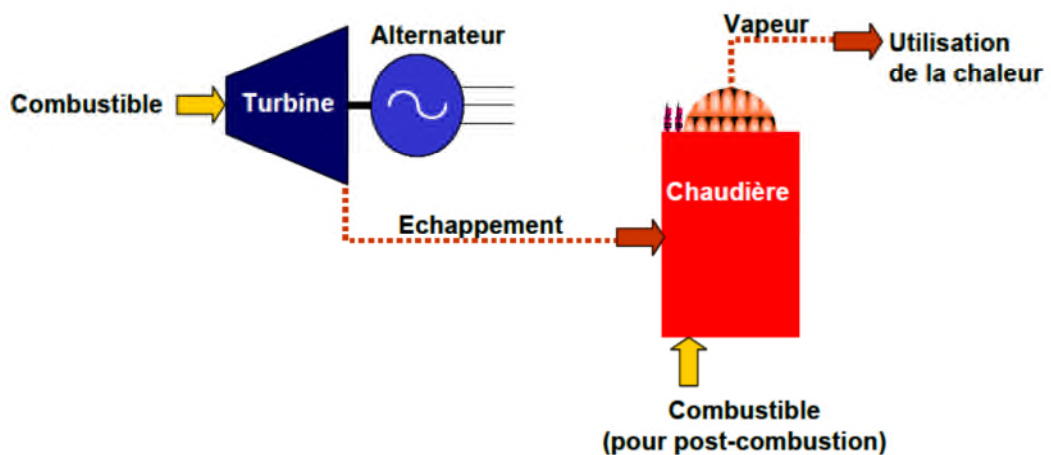 Vapeur
Alternateur
Utilisation
de la chaleur
Combustible
Turbine
Chaudière
Echappement
Combustible
(pour post-combustion)